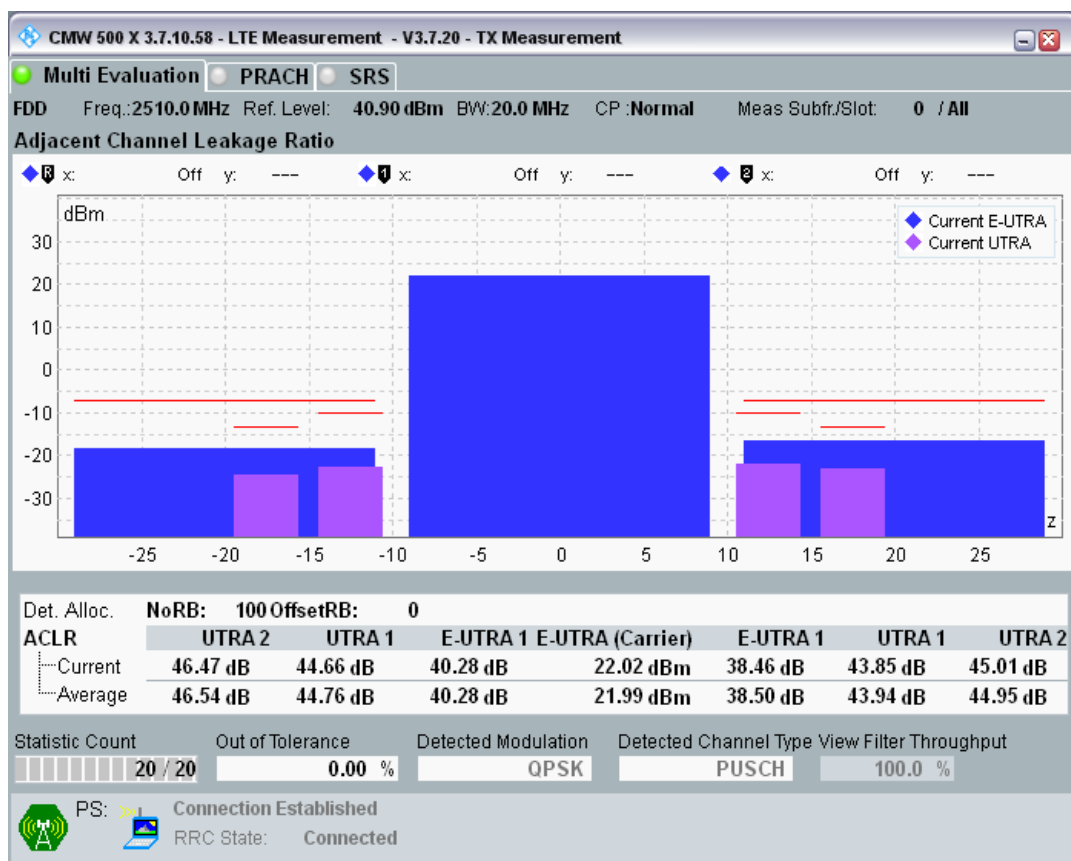 CMW 500 X 3.7.10.58 - LTE Measurement - V3.7.20 - TX Measurement
Multi Evaluation PRACH SRS
FDD Freq.:2510.0 MHz Ref. Level: 40.90 dBm BW:20.0 MHz CP :Normal Meas Subfr./Slot: 0 / All
Adjacent Channel Leakage Ratio
R x: Off y: --- 1 x: Off y: --- 2 x: Off y: ---
dBm
Current E-UTRA
Current UTRA
30
20
10
0
-10
-20
-30
z
-25 -20 -15 -10 -5 0 5 10 15 20 25
Det. Alloc. NoRB: 100 OffsetRB: 0
ACLR UTRA 2 UTRA 1 E-UTRA 1 E-UTRA (Carrier) E-UTRA 1 UTRA 1 UTRA 2
Current 46.47 dB 44.66 dB 40.28 dB 22.02 dBm 38.46 dB 43.85 dB 45.01 dB
Average 46.54 dB 44.76 dB 40.28 dB 21.99 dBm 38.50 dB 43.94 dB 44.95 dB
Statistic Count Out of Tolerance Detected Modulation Detected Channel Type View Filter Throughput
20 / 20 0.00 % QPSK PUSCH 100.0 %
PS: Connection Established
RRC State: Connected